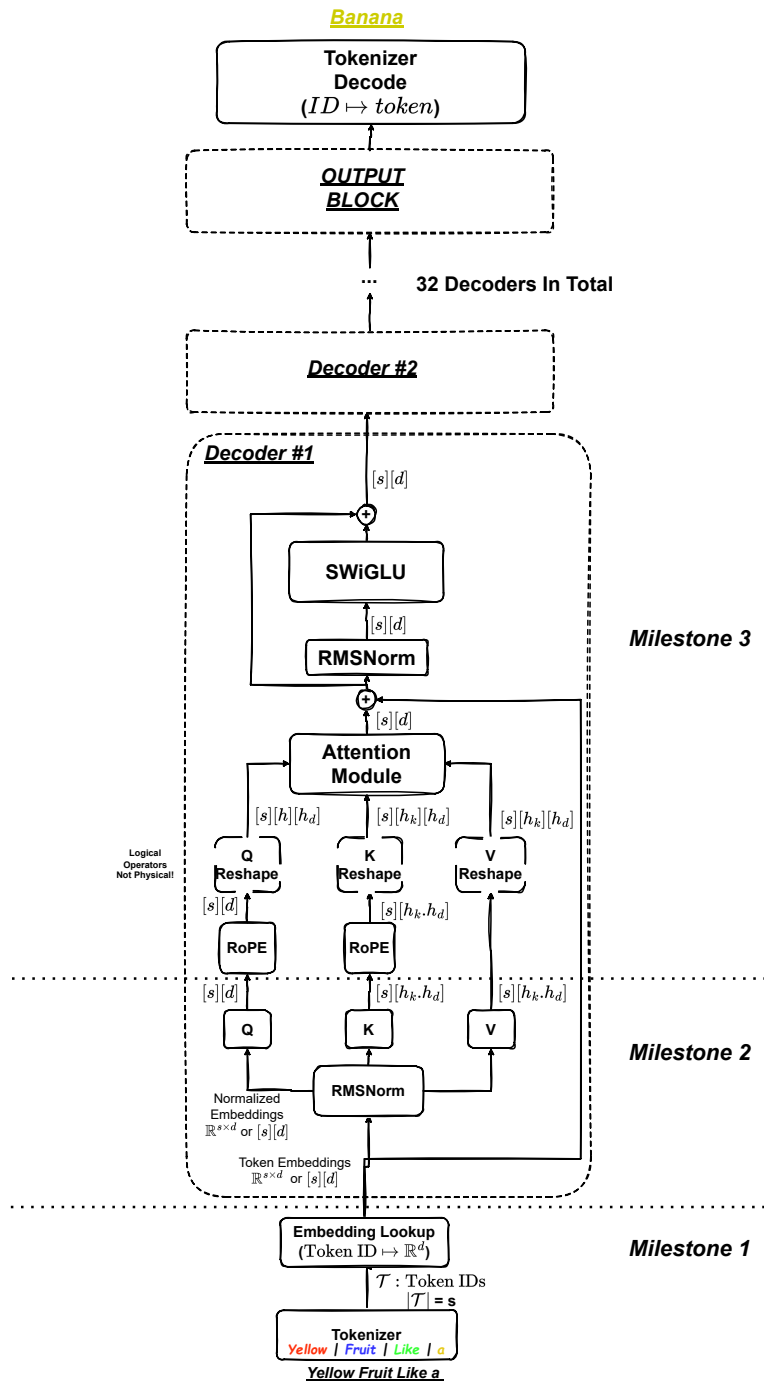 Banana
Tokenizer
Decode
(ID ↦ token)
OUTPUT
BLOCK
...
32 Decoders In Total
Decoder #2
Decoder #1
[s][d]
+
SWiGLU
[s][d]
RMSNorm
Milestone 3
+
[s][d]
Attention
Module
[s][h][h_d]
[s][h_k][h_d]
[s][h_k][h_d]
Logical
Operators
Not Physical!
Q
Reshape
K
Reshape
V
Reshape
[s][d]
[s][h_k.h_d]
RoPE
RoPE
[s][d]
[s][h_k.h_d]
[s][h_k.h_d]
Q
K
V
Milestone 2
RMSNorm
Normalized
Embeddings
ℝ^{s×d} or [s][d]
Token Embeddings
ℝ^{s×d} or [s][d]
Embedding Lookup
(Token ID ↦ ℝ^d)
Milestone 1
𝒯 : Token IDs
|𝒯| = s
Tokenizer
Yellow | Fruit | Like | a
Yellow Fruit Like a